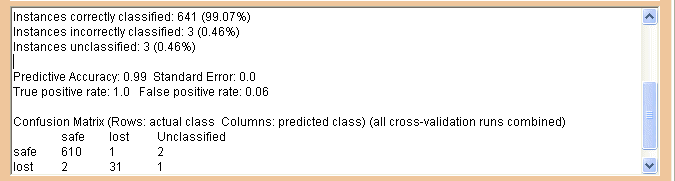 Instances correctly classified: 641 (99.07%)
Instances incorrectly classified: 3 (0.46%)
Instances unclassified: 3 (0.46%)
Predictive Accuracy: 0.99 Standard Error: 0.0
True positive rate: 1.0 False positive rate: 0.06
Confusion Matrix (Rows: actual class Columns: predicted class) (all cross-validation runs combined)
safe lost Unclassified
safe 610 1 2
lost 2 31 1